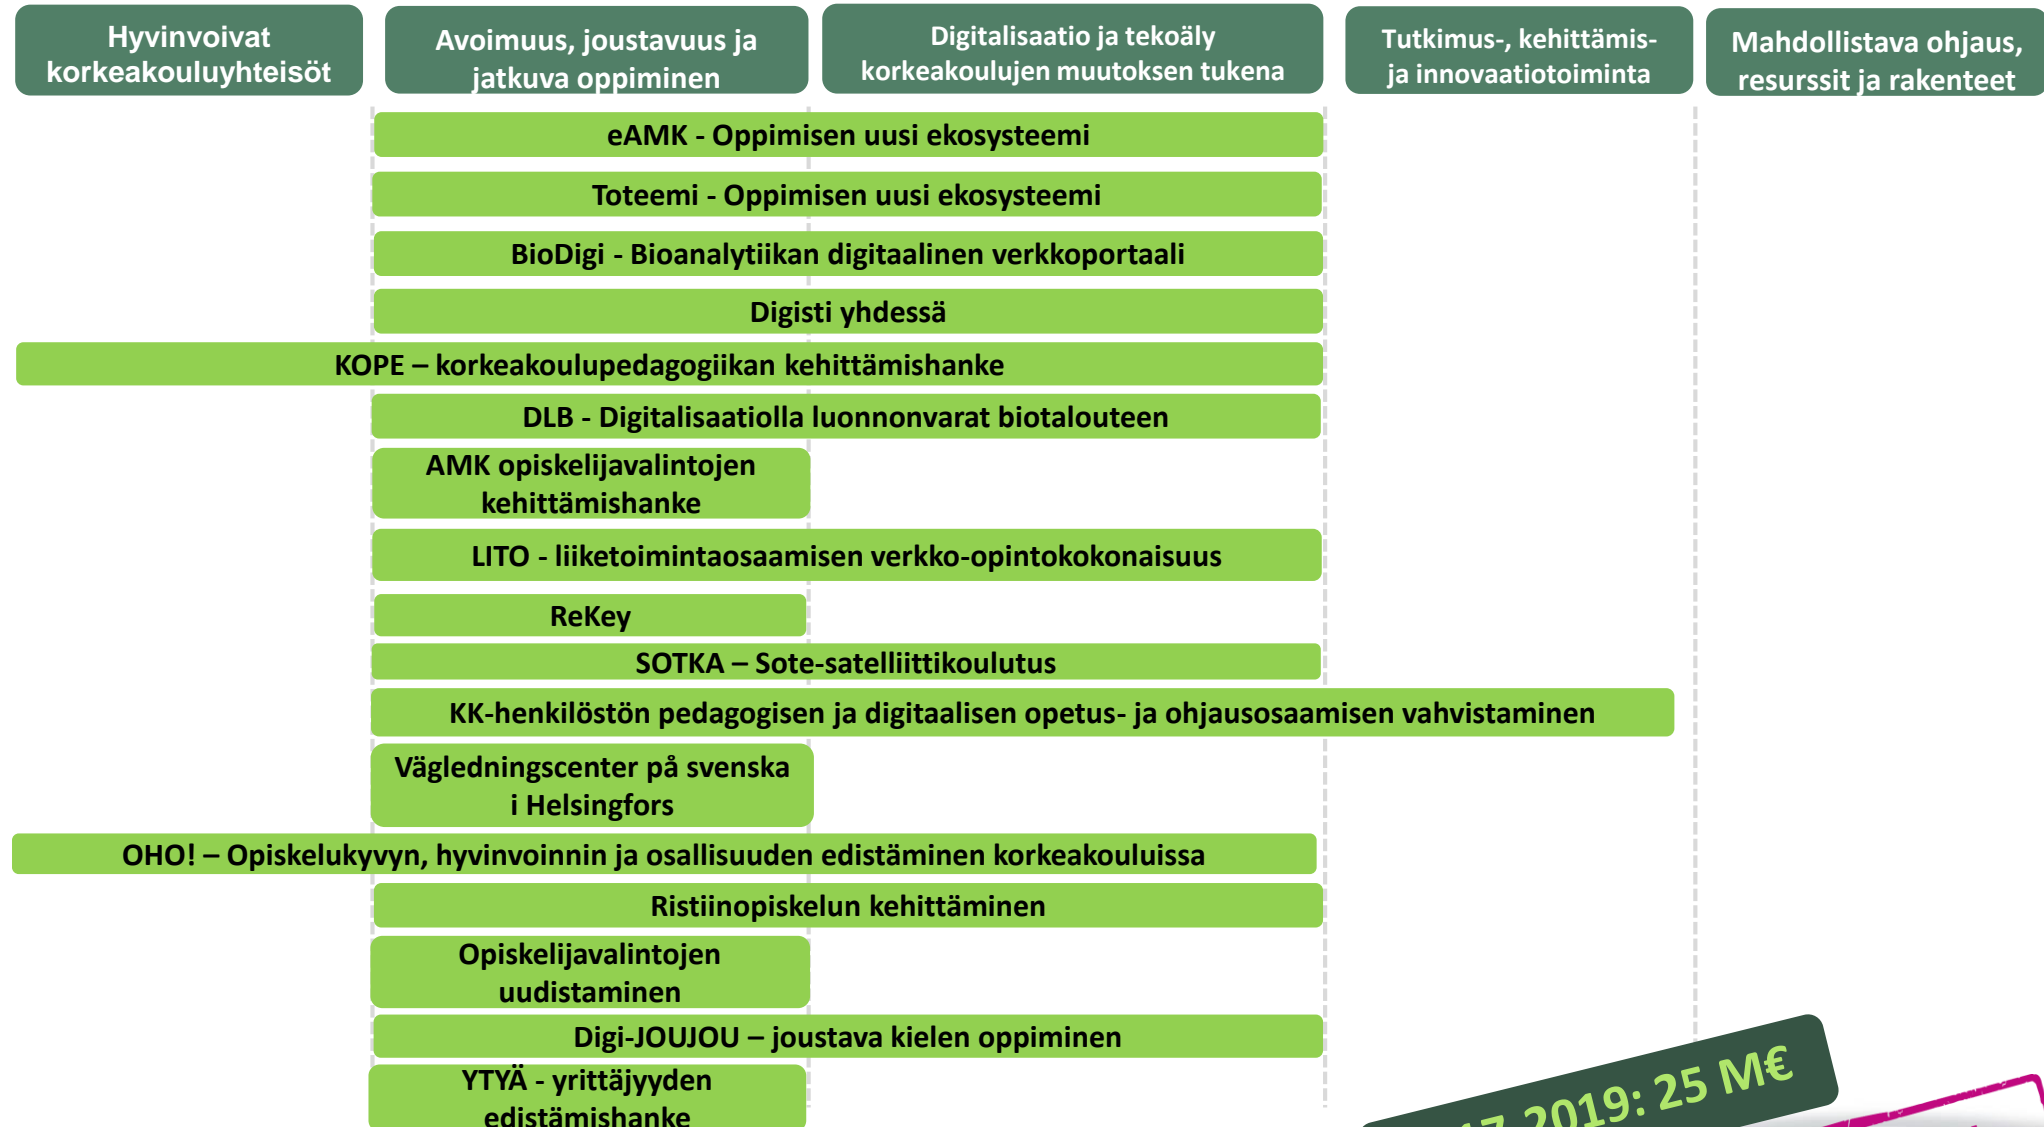 Hyvinvoivat
korkeakouluyhteisöt
Avoimuus, joustavuus ja
jatkuva oppiminen
Digitalisaatio ja tekoäly
korkeakoulujen muutoksen tukena
Tutkimus-, kehittämis-
ja innovaatiotoiminta
Mahdollistava ohjaus,
resurssit ja rakenteet
eAMK - Oppimisen uusi ekosysteemi
Toteemi - Oppimisen uusi ekosysteemi
BioDigi - Bioanalytiikan digitaalinen verkkoportaali
Digisti yhdessä
KOPE – korkeakoulupedagogiikan kehittämishanke
DLB - Digitalisaatiolla luonnonvarat biotalouteen
AMK opiskelijavalintojen
kehittämishanke
LITO - liiketoimintaosaamisen verkko-opintokokonaisuus
ReKey
SOTKA – Sote-satelliittikoulutus
KK-henkilöstön pedagogisen ja digitaalisen opetus- ja ohjausosaamisen vahvistaminen
Vägledningscenter på svenska
i Helsingfors
OHO! – Opiskelukyvyn, hyvinvoinnin ja osallisuuden edistäminen korkeakouluissa
Ristiinopiskelun kehittäminen
Opiskelijavalintojen
uudistaminen
Digi-JOUJOU – joustava kielen oppiminen
YTYÄ - yrittäjyyden
edistämishanke
2019: 25 M€